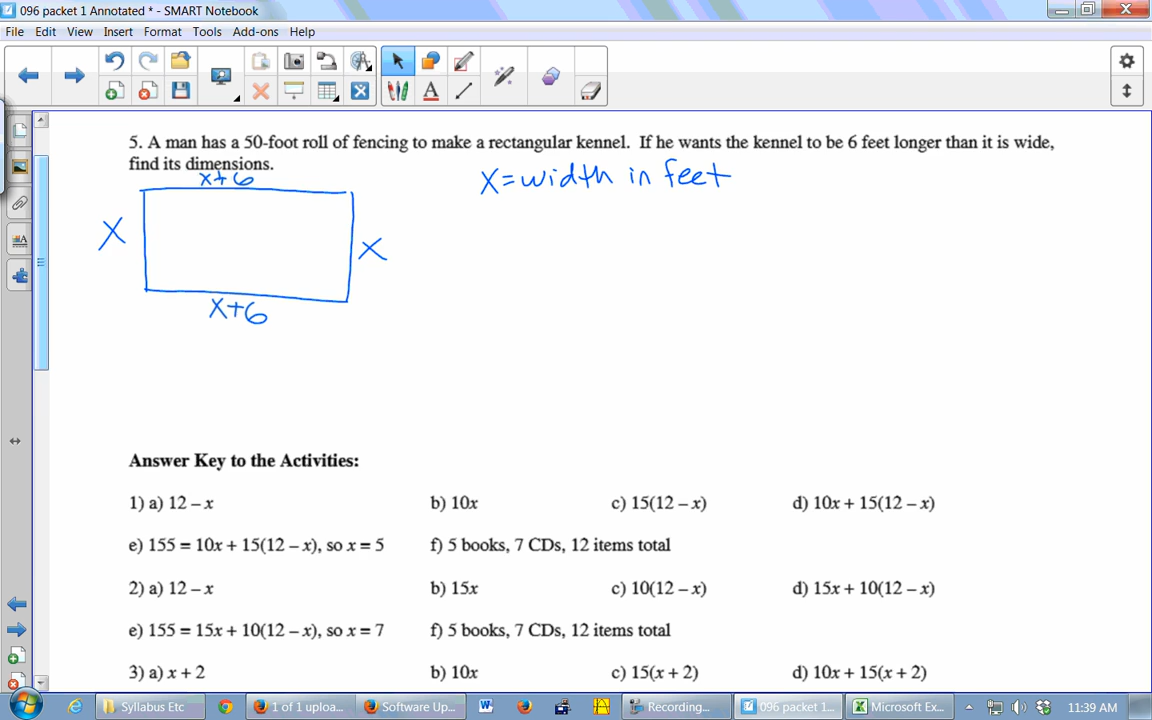 096 packet 1 Annotated * - SMART Notebook
File Edit View Insert Format Tools Add-ons Help
5. A man has a 50-foot roll of fencing to make a rectangular kennel. If he wants the kennel to be 6 feet longer than it is wide,
find its dimensions.
x+6
x=width in feet
X
X
x+6
Answer Key to the Activities:
1) a) 12 – x b) 10x c) 15(12 – x) d) 10x + 15(12 – x)
e) 155 = 10x + 15(12 – x), so x = 5 f) 5 books, 7 CDs, 12 items total
2) a) 12 – x b) 15x c) 10(12 – x) d) 15x + 10(12 – x)
e) 155 = 15x + 10(12 – x), so x = 7 f) 5 books, 7 CDs, 12 items total
3) a) x + 2 b) 10x c) 15(x + 2) d) 10x + 15(x + 2)
Syllabus Etc 1 of 1 uploa... Software Up... Recording... 096 packet 1... Microsoft Ex... 11:39 AM